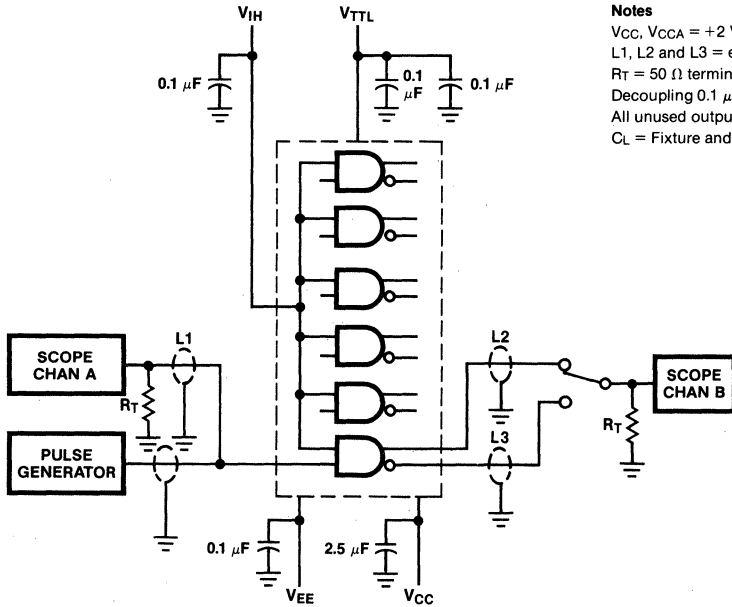 VIH
VTTL
0.1 μF
0.1
μF
0.1 μF
Notes
VCC, VCCA = +2
L1, L2 and L3 =
RT = 50 Ω
Decoupling 0.1
All unused
CL = Fixture and
L1
SCOPE
CHAN A
RT
PULSE
GENERATOR
L2
L3
SCOPE
CHAN B
RT
0.1 μF
2.5 μF
VEE
VCC